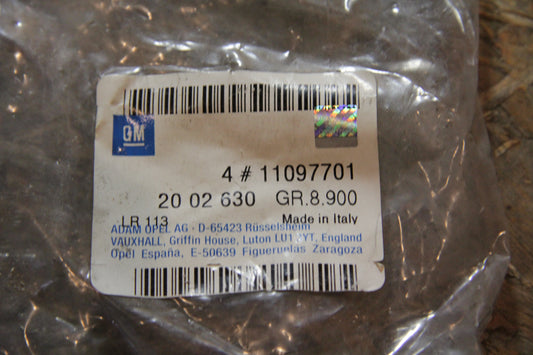 GM
4 # 11097701
20 02 630 GR.8.900
LR 113 Made in Italy
ADAM OPEL AG - D-65423 Rüsselsheim
VAUXHALL, Griffin House, Luton LU1 2YT, England
Opel España, E-50639 Figueruelas Zaragoza